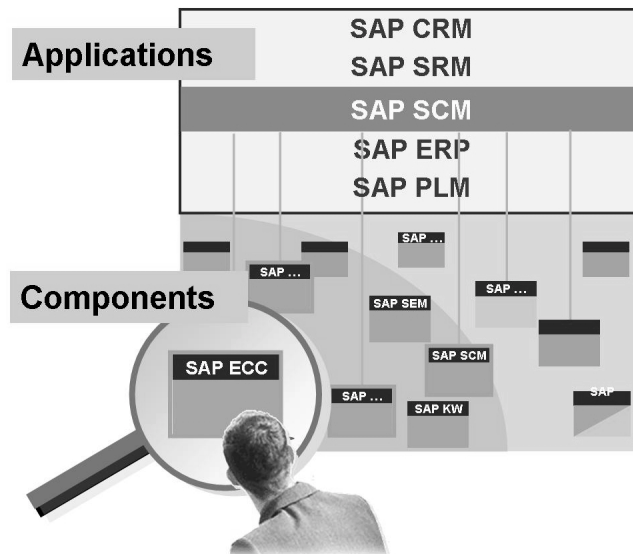 SAP CRM
Applications
SAP SRM
SAP SCM
SAP ERP
SAP PLM
SAP ...
SAP ...
SAP ...
Components
SAP SEM
SAP SCM
SAP ECC
SAP ...
SAP
SAP KW